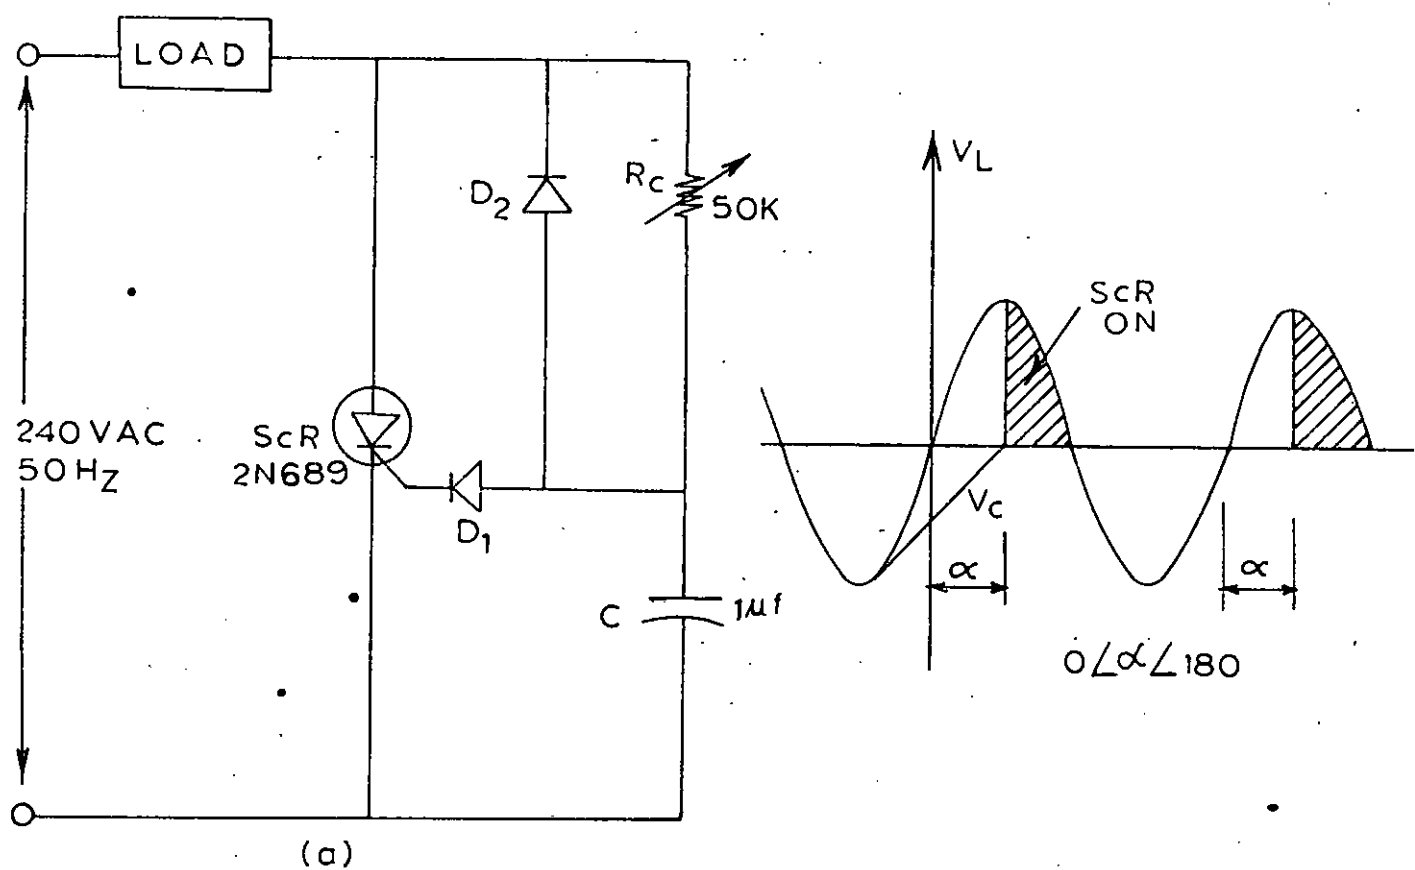 LOAD
VL
D2
RC
50K
ScR
ON
240 VAC
50 HZ
ScR
2N689
D1
VC
∝
∝
C
1µf
0∠∝∠180
(a)